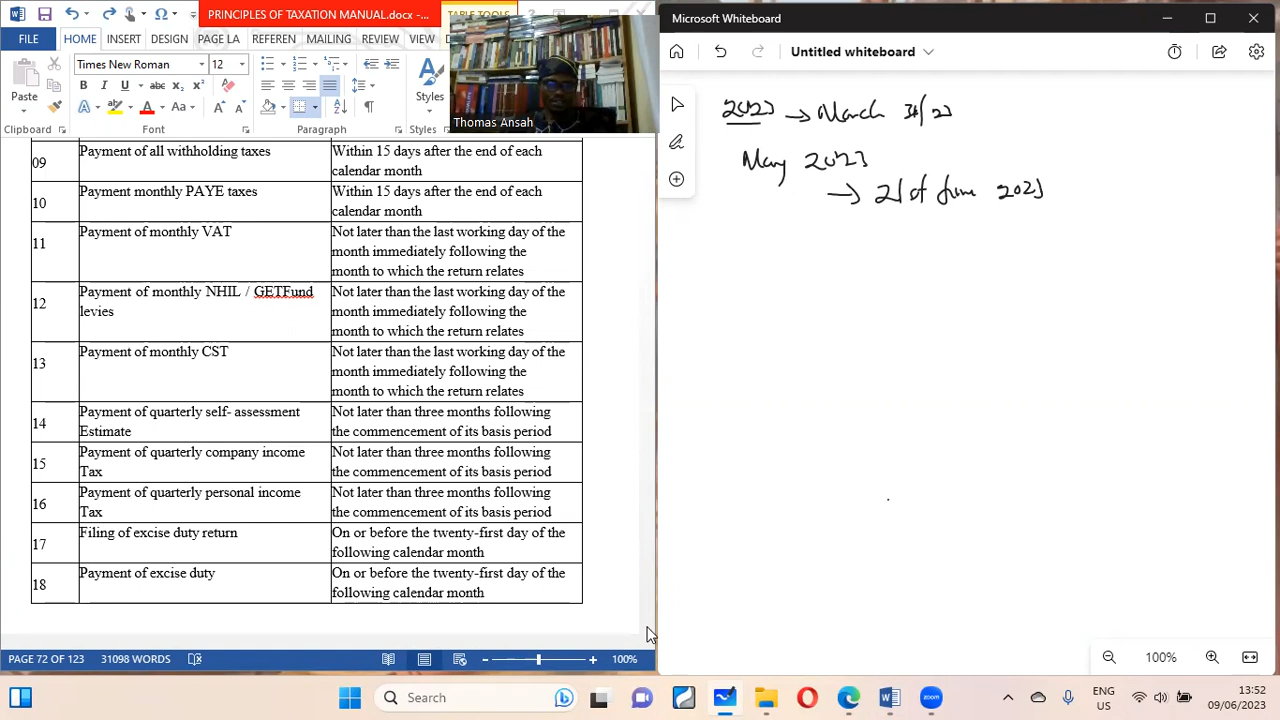 PRINCIPLES OF TAXATION MANUAL.docx -...
TABLE TOOLS
Microsoft Whiteboard
FILE HOME INSERT DESIGN PAGE LA REFEREN MAILING REVIEW VIEW
Untitled whiteboard
Times New Roman 12
Paste
Styles
Clipboard Font Paragraph Styles
Thomas Ansah
2023 → March 31/23
May 2023
→ 21st June 2023
09 Payment of all withholding taxes Within 15 days after the end of each
calendar month
10 Payment monthly PAYE taxes Within 15 days after the end of each
calendar month
11 Payment of monthly VAT Not later than the last working day of the
month immediately following the
month to which the return relates
12 Payment of monthly NHIL / GETFund Not later than the last working day of the
levies month immediately following the
month to which the return relates
13 Payment of monthly CST Not later than the last working day of the
month immediately following the
month to which the return relates
14 Payment of quarterly self- assessment Not later than three months following
Estimate the commencement of its basis period
15 Payment of quarterly company income Not later than three months following
Tax the commencement of its basis period
16 Payment of quarterly personal income Not later than three months following
Tax the commencement of its basis period
17 Filing of excise duty return On or before the twenty-first day of the
following calendar month
18 Payment of excise duty On or before the twenty-first day of the
following calendar month
PAGE 72 OF 123 31098 WORDS 100%
100%
Search
ENG
US
13:52
09/06/2023